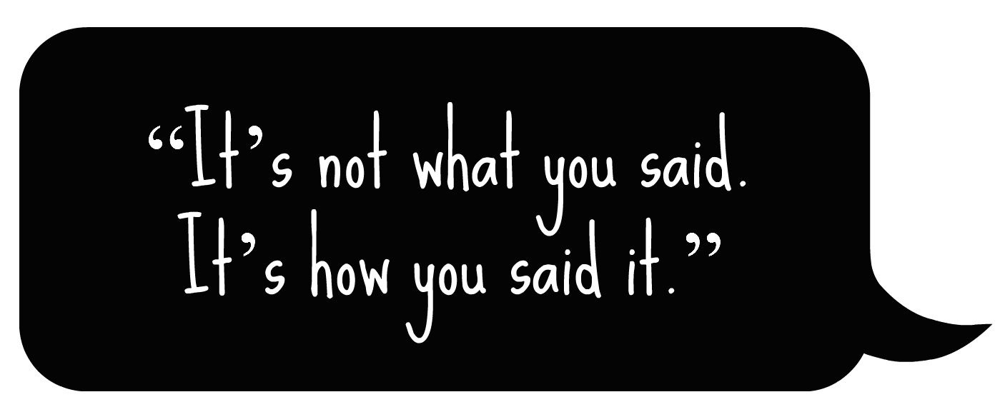 “It’s not what you said.
It’s how you said it.”